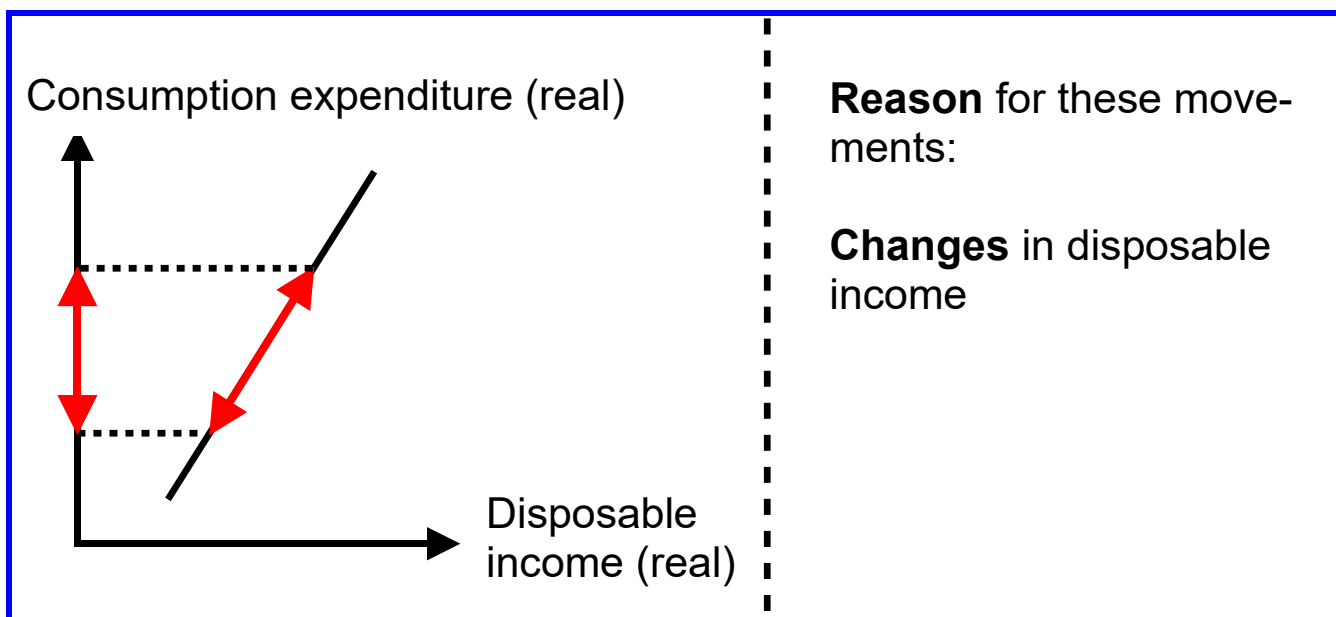 Consumption expenditure (real)
Disposable
income (real)
Reason for these move-
ments:
Changes in disposable
income